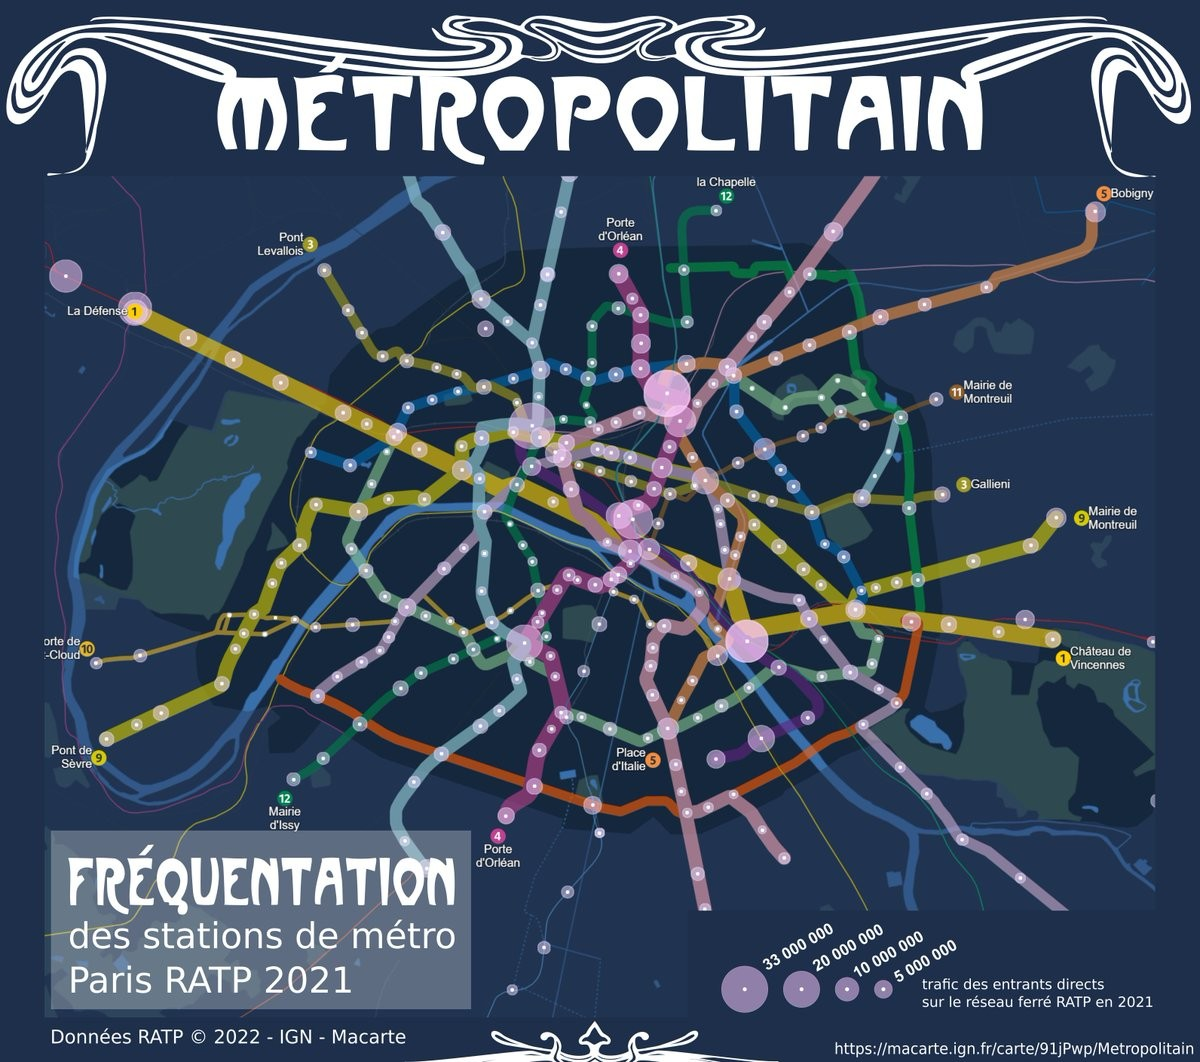 MÉTROPOLITAIN
la Chapelle
12
5 Bobigny
Porte
d'Orléan
4
Pont
Levallois 3
La Défense 1
11 Mairie de
Montreuil
3 Gallieni
9 Mairie de
Montreuil
orte de
-Cloud 10
1 Château de
Vincennes
Pont de
Sèvre 9
Place
d'Italie 5
12
Mairie
d'Issy
4
Porte
d'Orléan
FRÉQUENTATION
des stations de métro
Paris RATP 2021
33 000 000
20 000 000
10 000 000
5 000 000
trafic des entrants directs
sur le réseau ferré RATP en 2021
Données RATP © 2022 - IGN - Macarte
https://macarte.ign.fr/carte/91jPwp/Metropolitain